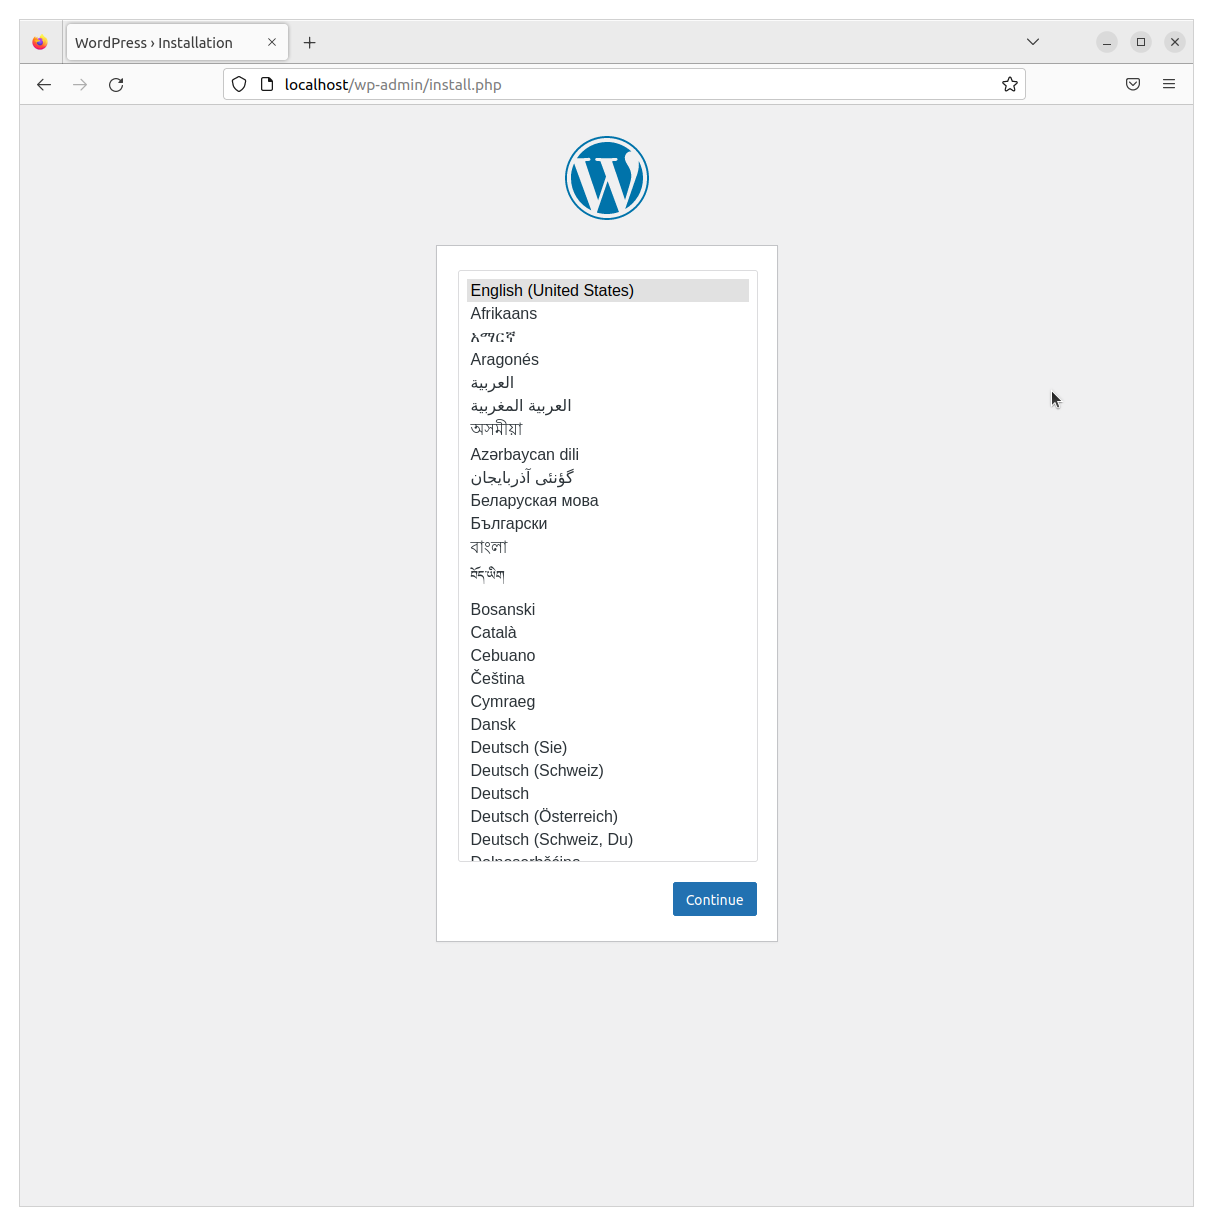 WordPress › Installation
localhost/wp-admin/install.php
English (United States)
Afrikaans
አማርኛ
Aragonés
العربية
العربية المغربية
অসমীয়া
Azərbaycan dili
گؤنئی آذربایجان
Беларуская мова
Български
বাংলা
བོད་ཡིག
Bosanski
Català
Cebuano
Čeština
Cymraeg
Dansk
Deutsch (Sie)
Deutsch (Schweiz)
Deutsch
Deutsch (Österreich)
Deutsch (Schweiz, Du)
Continue